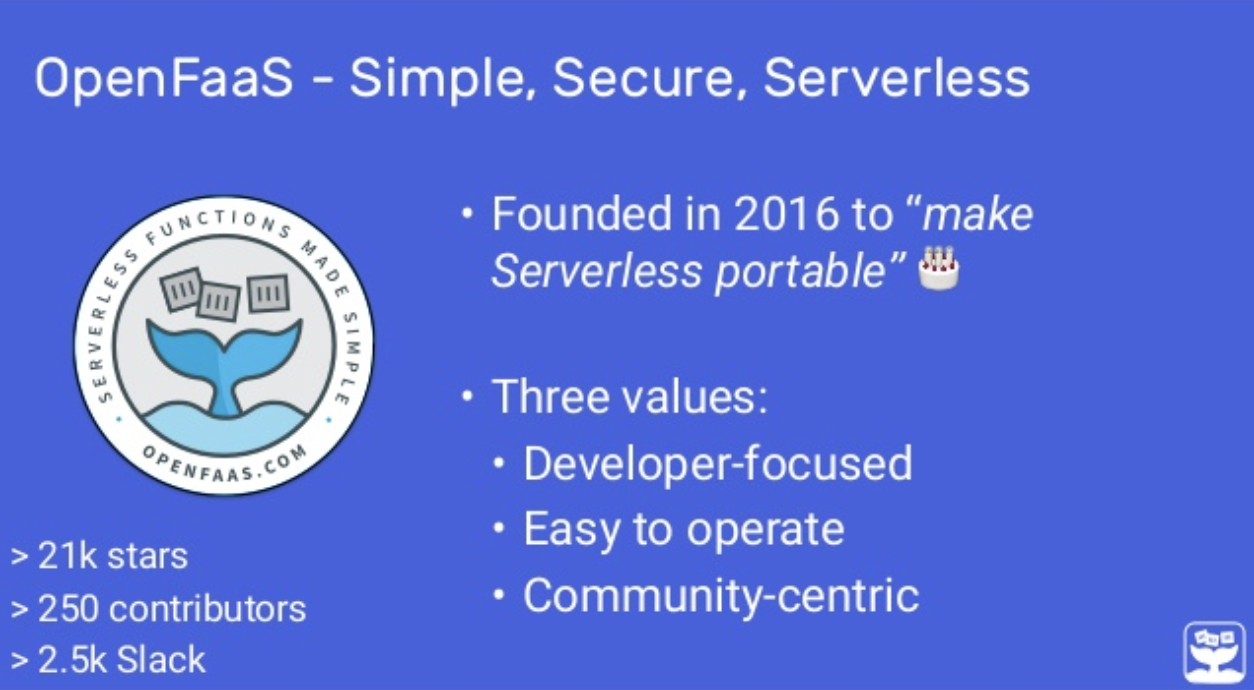 OpenFaaS - Simple, Secure, Serverless
SERVERLESS FUNCTIONS MADE SIMPLE
OPENFAAS.COM
> 21k stars
> 250 contributors
> 2.5k Slack
• Founded in 2016 to “make
Serverless portable” 🎂
• Three values:
• Developer-focused
• Easy to operate
• Community-centric